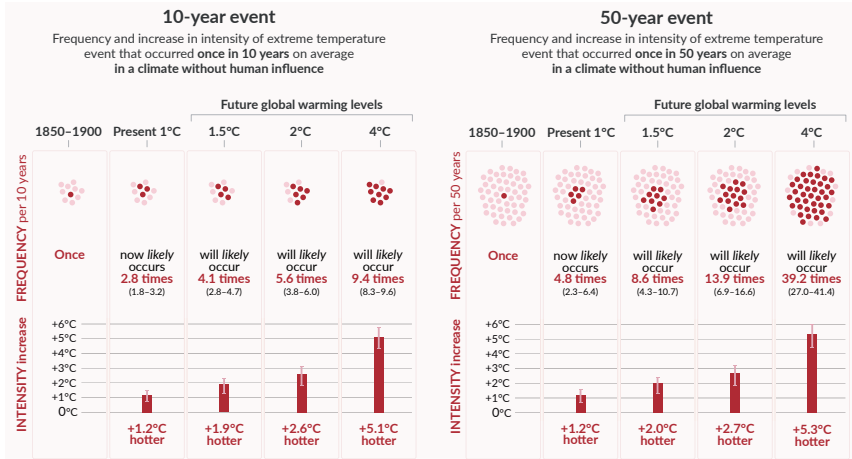 10-year event
Frequency and increase in intensity of extreme temperature
event that occurred once in 10 years on average
in a climate without human influence
Future global warming levels
1850–1900 Present 1°C 1.5°C 2°C 4°C
FREQUENCY per 10 years
Once
now likely occurs 2.8 times (1.8–3.2)
will likely occur 4.1 times (2.8–4.7)
will likely occur 5.6 times (3.8–6.0)
will likely occur 9.4 times (8.3–9.6)
INTENSITY increase
+6°C
+5°C
+4°C
+3°C
+2°C
+1°C
0°C
+1.2°C hotter
+1.9°C hotter
+2.6°C hotter
+5.1°C hotter
50-year event
Frequency and increase in intensity of extreme temperature
event that occurred once in 50 years on average
in a climate without human influence
Future global warming levels
1850–1900 Present 1°C 1.5°C 2°C 4°C
FREQUENCY per 50 years
Once
now likely occurs 4.8 times (2.3–6.4)
will likely occur 8.6 times (4.3–10.7)
will likely occur 13.9 times (6.9–16.6)
will likely occur 39.2 times (27.0–41.4)
INTENSITY increase
+6°C
+5°C
+4°C
+3°C
+2°C
+1°C
0°C
+1.2°C hotter
+2.0°C hotter
+2.7°C hotter
+5.3°C hotter